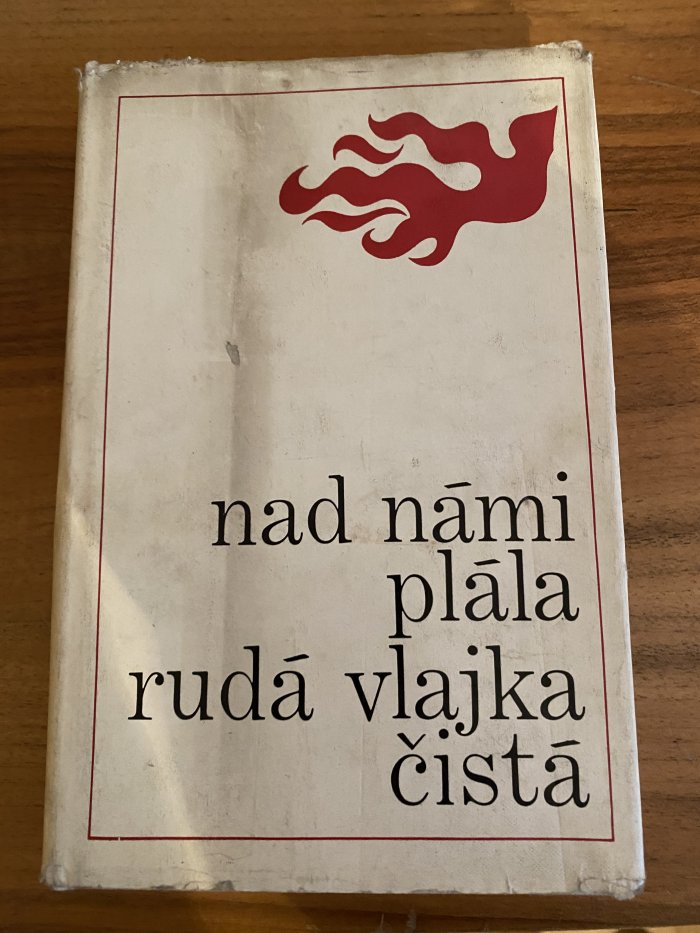 nad námi
plála
rudá vlajka
čistá